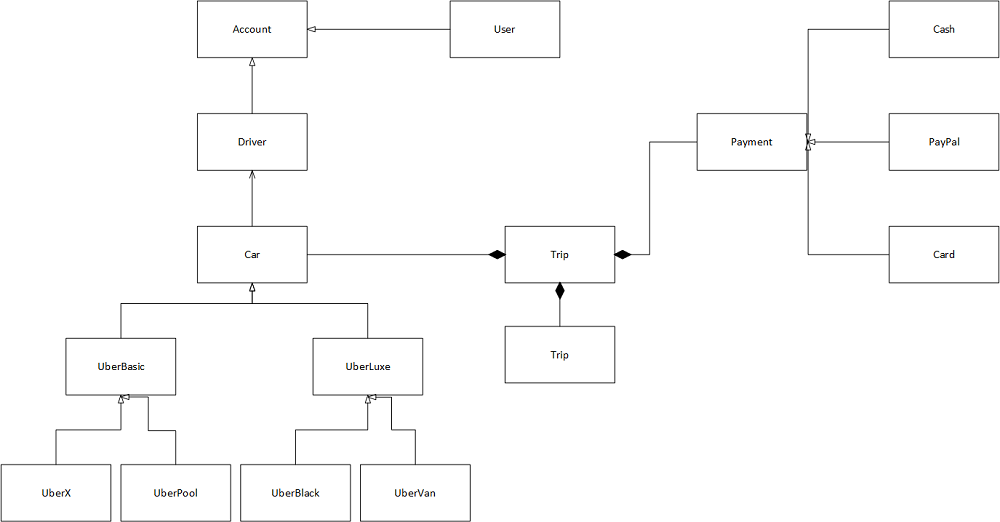 Account
User
Cash
Driver
Payment
PayPal
Car
Trip
Card
UberBasic
UberLuxe
Trip
UberX
UberPool
UberBlack
UberVan